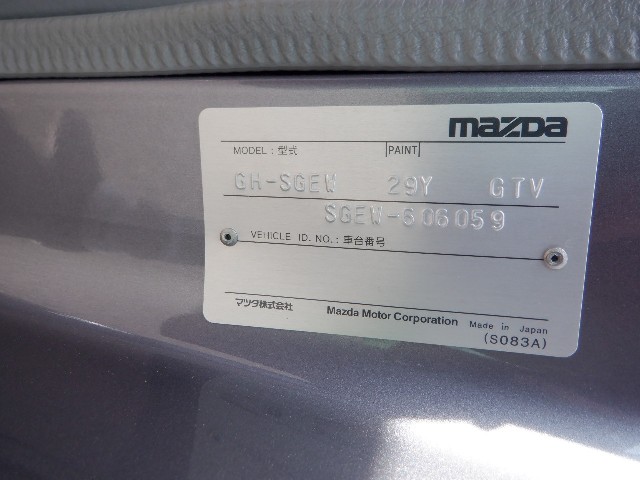 mazda
MODEL : 型式 PAINT
GH-SGEW 29Y GTV
SGEW-606059
VEHICLE ID. NO. : 車台番号
マツダ株式会社 Mazda Motor Corporation Made in Japan
(S083A)